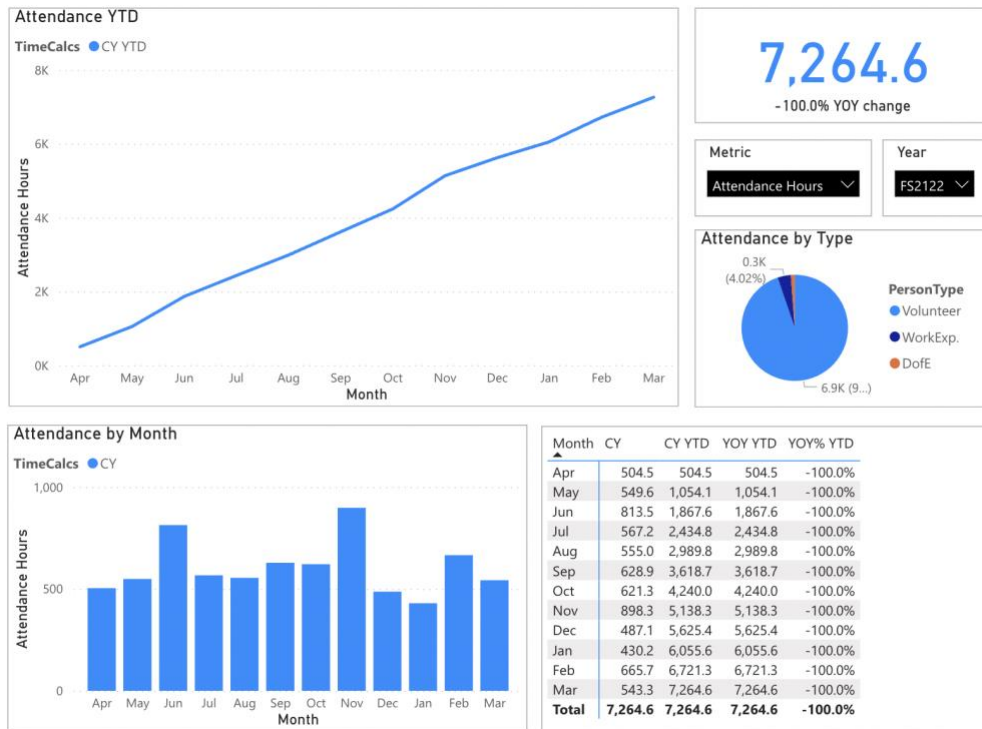 Attendance YTD
TimeCalcs CY YTD
8K
6K
4K
2K
0K
Attendance Hours
Apr May Jun Jul Aug Sep Oct Nov Dec Jan Feb Mar
Month
7,264.6
-100.0% YOY change
Metric
Attendance Hours
Year
FS2122
Attendance by Type
0.3K
(4.02%)
6.9K (9...)
PersonType
Volunteer
WorkExp.
DofE
Attendance by Month
TimeCalcs CY
1,000
500
0
Attendance Hours
Apr May Jun Jul Aug Sep Oct Nov Dec Jan Feb Mar
Month
Month CY CY YTD YOY YTD YOY% YTD
Apr 504.5 504.5 504.5 -100.0%
May 549.6 1,054.1 1,054.1 -100.0%
Jun 813.5 1,867.6 1,867.6 -100.0%
Jul 567.2 2,434.8 2,434.8 -100.0%
Aug 555.0 2,989.8 2,989.8 -100.0%
Sep 628.9 3,618.7 3,618.7 -100.0%
Oct 621.3 4,240.0 4,240.0 -100.0%
Nov 898.3 5,138.3 5,138.3 -100.0%
Dec 487.1 5,625.4 5,625.4 -100.0%
Jan 430.2 6,055.6 6,055.6 -100.0%
Feb 665.7 6,721.3 6,721.3 -100.0%
Mar 543.3 7,264.6 7,264.6 -100.0%
Total 7,264.6 7,264.6 7,264.6 -100.0%